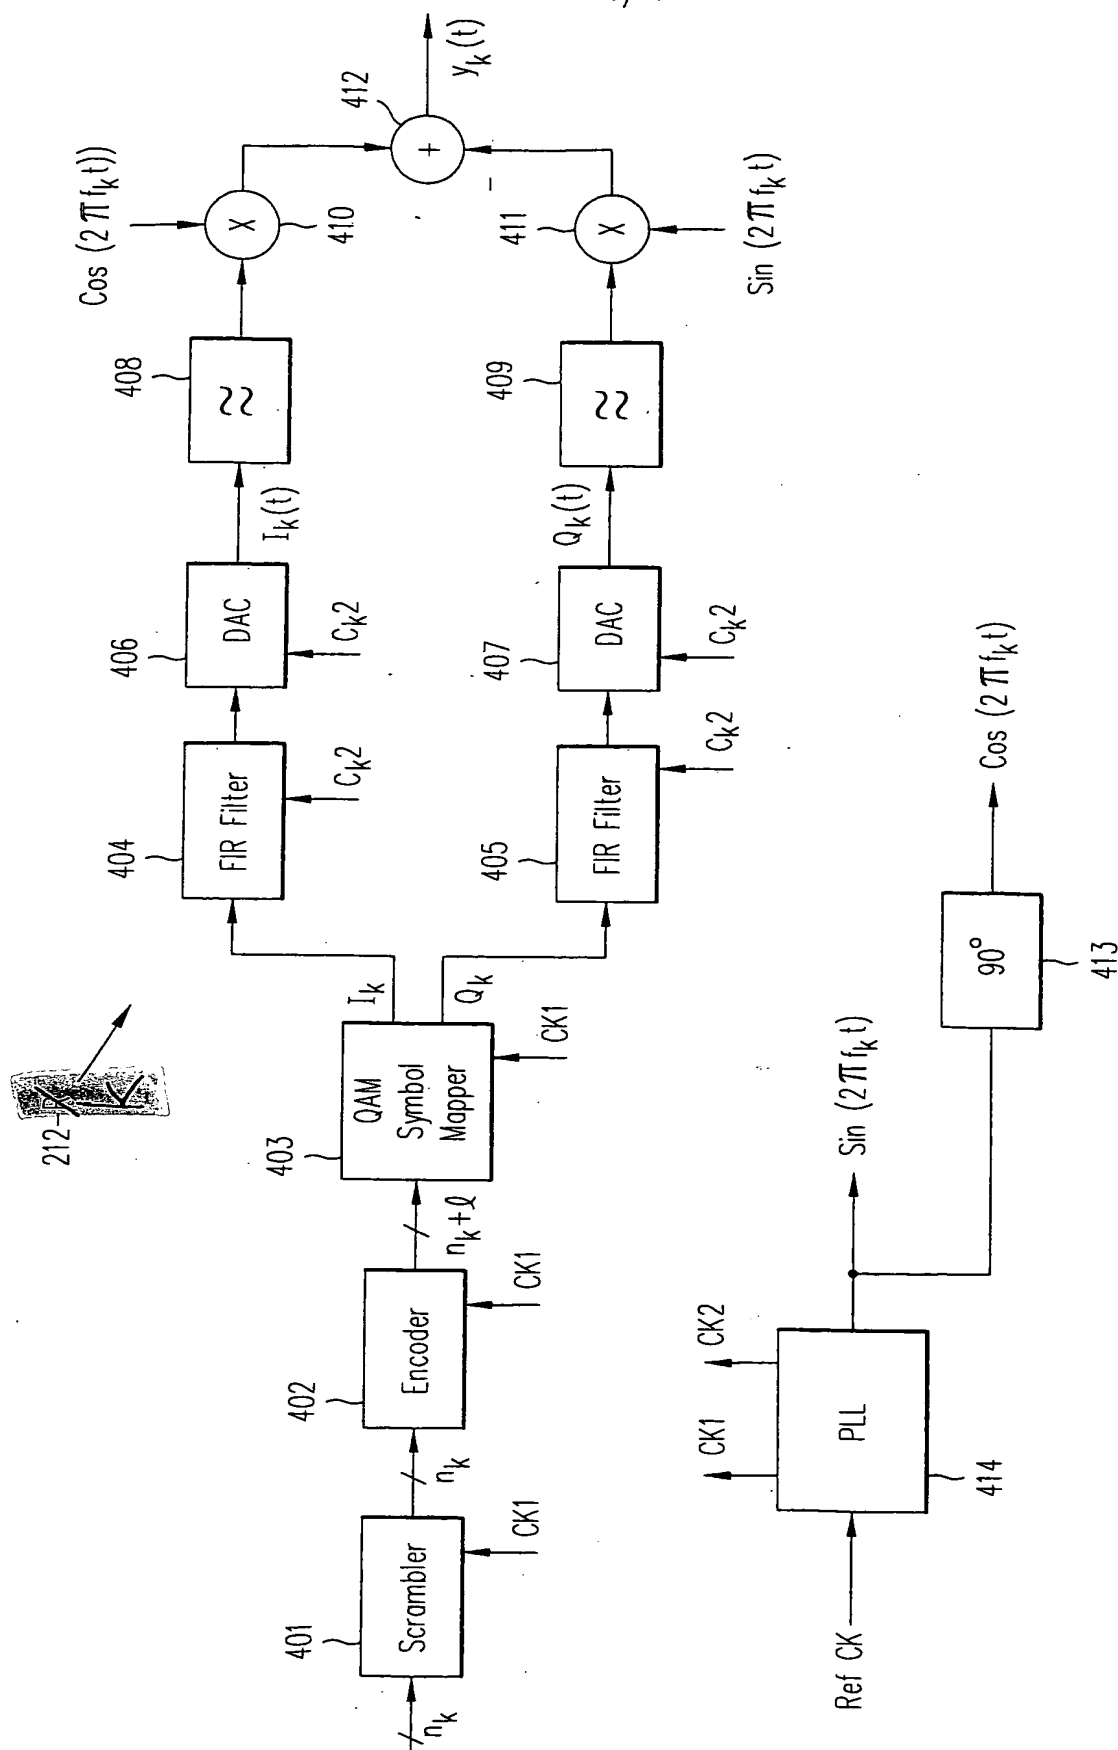 212
n_k
401
Scrambler
CK1
n_k
402
Encoder
CK1
n_k+ℓ
403
QAM
Symbol
Mapper
CK1
I_k
Q_k
404
FIR Filter
C_k2
406
DAC
C_k2
I_k(t)
408
Cos (2πf_k t))
X
410
405
FIR Filter
C_k2
407
DAC
C_k2
Q_k(t)
409
411
X
Sin (2πf_k t)
412
+
-
y_k(t)
Ref CK
PLL
414
CK1
CK2
Sin (2πf_k t)
90°
413
Cos (2πf_k t)